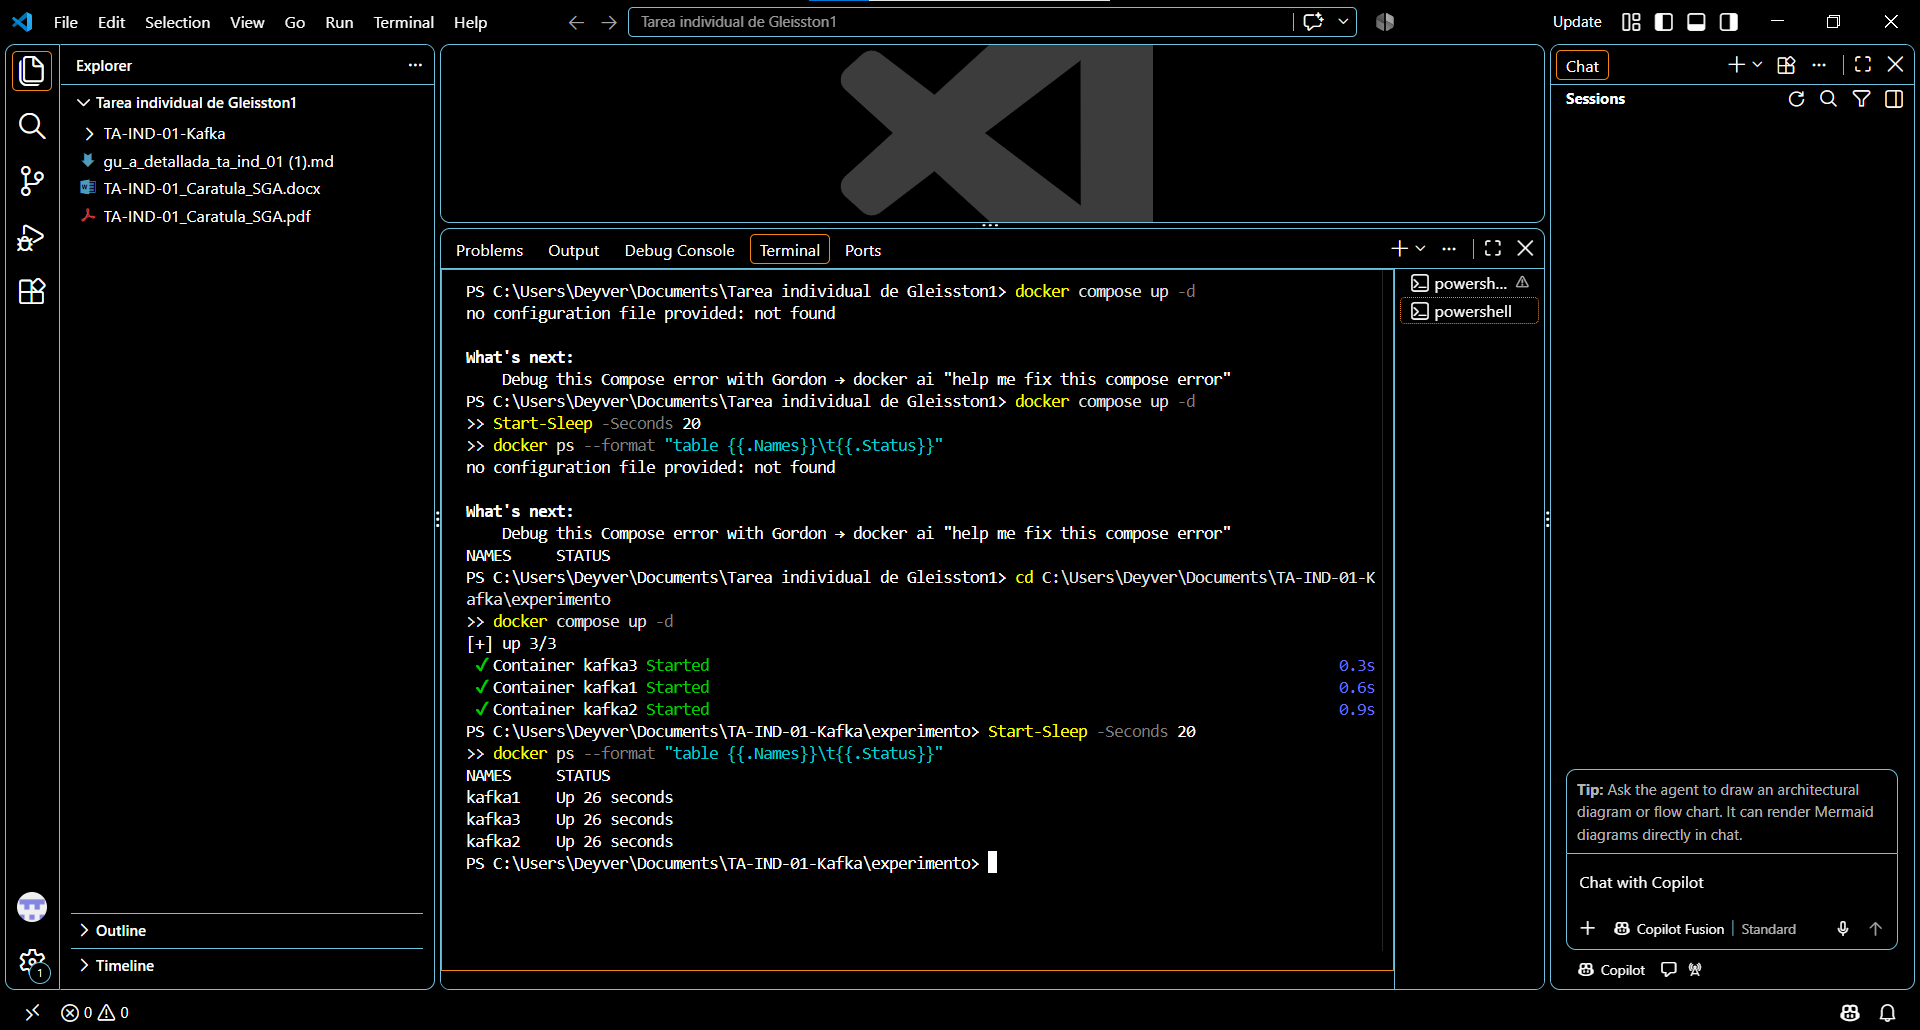 File Edit Selection View Go Run Terminal Help
Tarea individual de Gleisston1
Update
Explorer
Tarea individual de Gleisston1
TA-IND-01-Kafka
gu_a_detallada_ta_ind_01 (1).md
TA-IND-01_Caratula_SGA.docx
TA-IND-01_Caratula_SGA.pdf
Outline
Timeline
Problems Output Debug Console Terminal Ports
PS C:\Users\Deyver\Documents\Tarea individual de Gleisston1> docker compose up -d
no configuration file provided: not found
What's next:
Debug this Compose error with Gordon → docker ai "help me fix this compose error"
PS C:\Users\Deyver\Documents\Tarea individual de Gleisston1> docker compose up -d
>> Start-Sleep -Seconds 20
>> docker ps --format "table {{.Names}}\t{{.Status}}"
no configuration file provided: not found
What's next:
Debug this Compose error with Gordon → docker ai "help me fix this compose error"
NAMES STATUS
PS C:\Users\Deyver\Documents\Tarea individual de Gleisston1> cd C:\Users\Deyver\Documents\TA-IND-01-K
afka\experimento
>> docker compose up -d
[+] up 3/3
✓Container kafka3 Started 0.3s
✓Container kafka1 Started 0.6s
✓Container kafka2 Started 0.9s
PS C:\Users\Deyver\Documents\TA-IND-01-Kafka\experimento> Start-Sleep -Seconds 20
>> docker ps --format "table {{.Names}}\t{{.Status}}"
NAMES STATUS
kafka1 Up 26 seconds
kafka3 Up 26 seconds
kafka2 Up 26 seconds
PS C:\Users\Deyver\Documents\TA-IND-01-Kafka\experimento>
powersh...
powershell
Chat
Sessions
Tip: Ask the agent to draw an architectural
diagram or flow chart. It can render Mermaid
diagrams directly in chat.
Chat with Copilot
Copilot Fusion Standard
Copilot
1
0 0